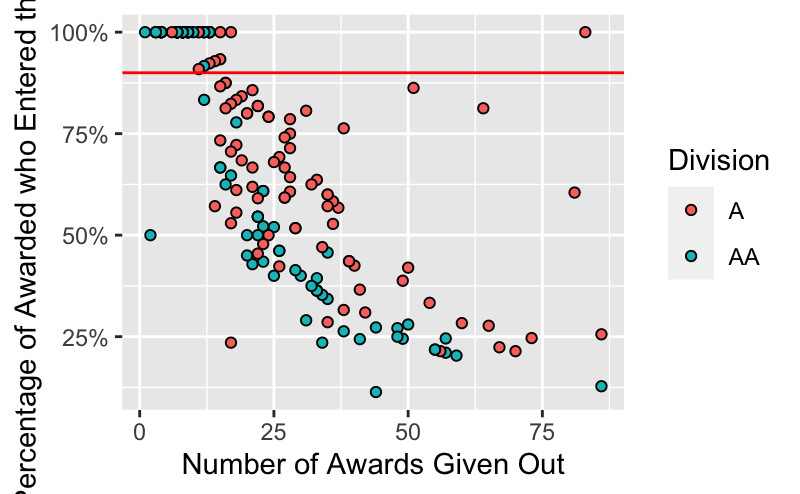 Percentage of Awarded who Entered
100%
75%
50%
25%
0
25
50
75
Number of Awards Given Out
Division
A
AA